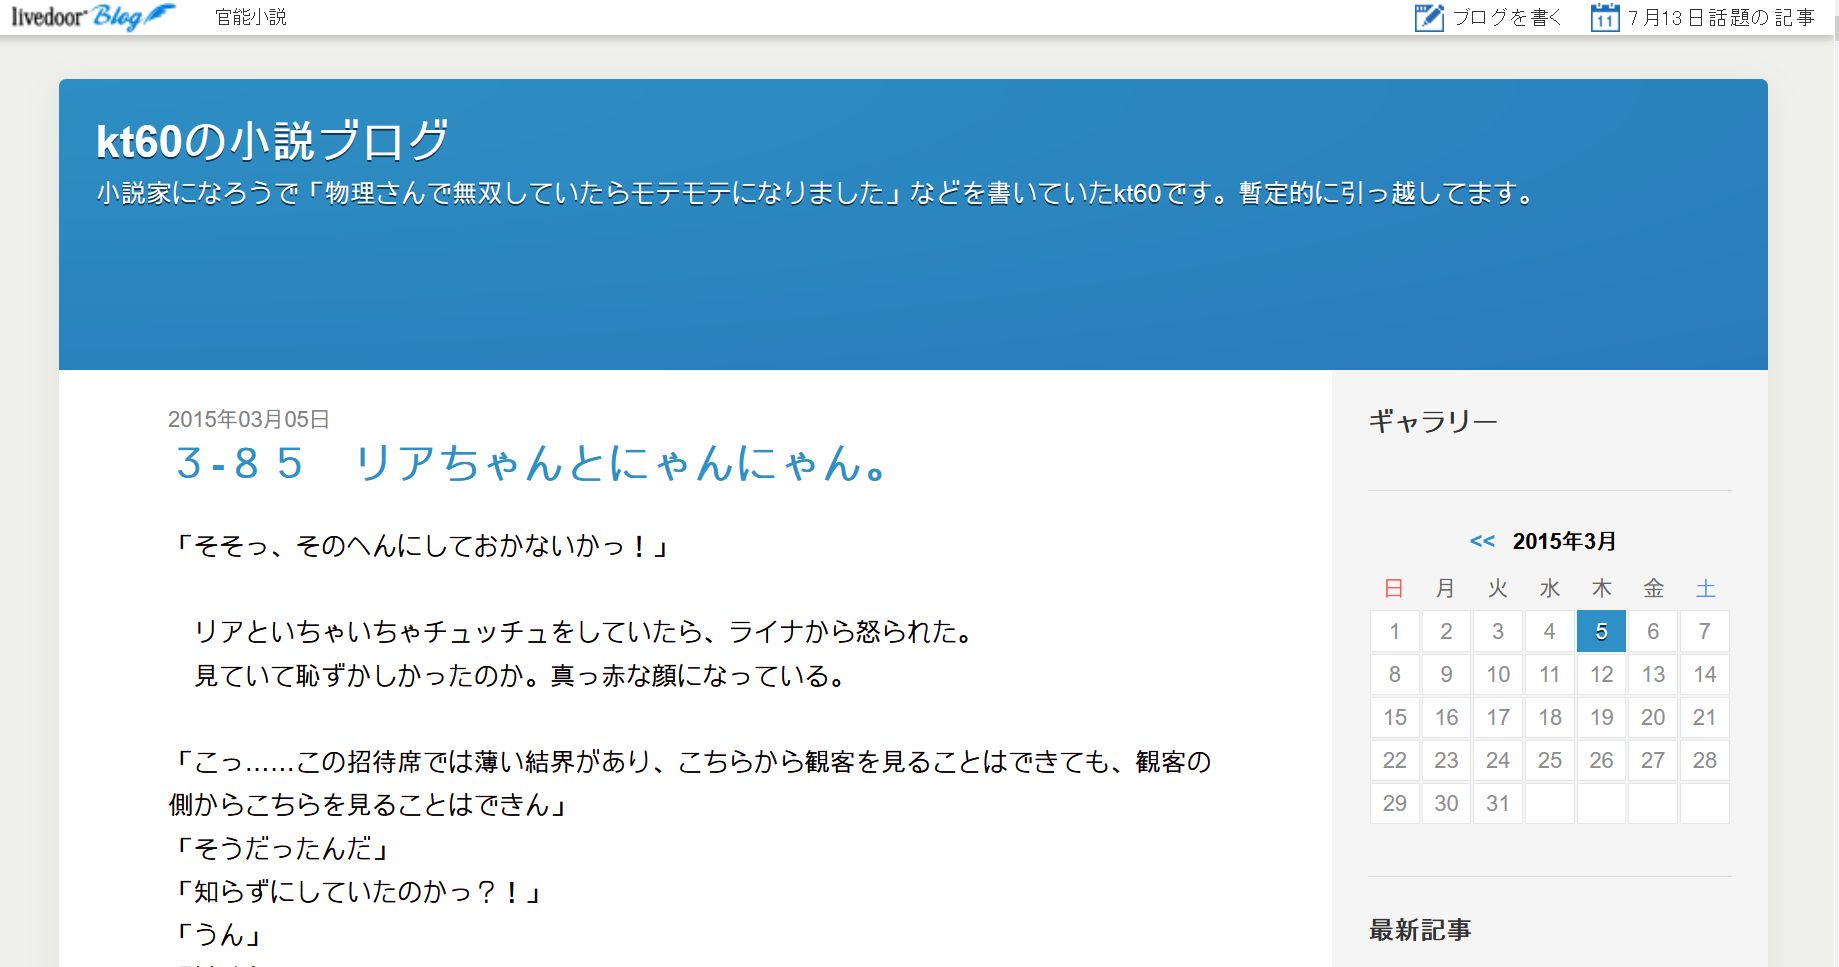 livedoor Blog 官能小説 ブログを書く 11 7月13日話題の記事
kt60の小説ブログ
小説家になろうで「物理さんで無双していたらモテモテになりました」などを書いていたkt60です。暫定的に引っ越してます。
2015年03月05日
３-８５　リアちゃんとにゃんにゃん。
「そそっ、そのへんにしておかないかっ！」
リアといちゃいちゃチュッチュをしていたら、ライナから怒られた。
見ていて恥ずかしかったのか。真っ赤な顔になっている。
「こっ……この招待席では薄い結界があり、こちらから観客を見ることはできても、観客の
側からこちらを見ることはできん」
「そうだったんだ」
「知らずにしていたのかっ？！」
「うん」
ギャラリー
<< 2015年3月
日 月 火 水 木 金 土
1 2 3 4 5 6 7
8 9 10 11 12 13 14
15 16 17 18 19 20 21
22 23 24 25 26 27 28
29 30 31
最新記事